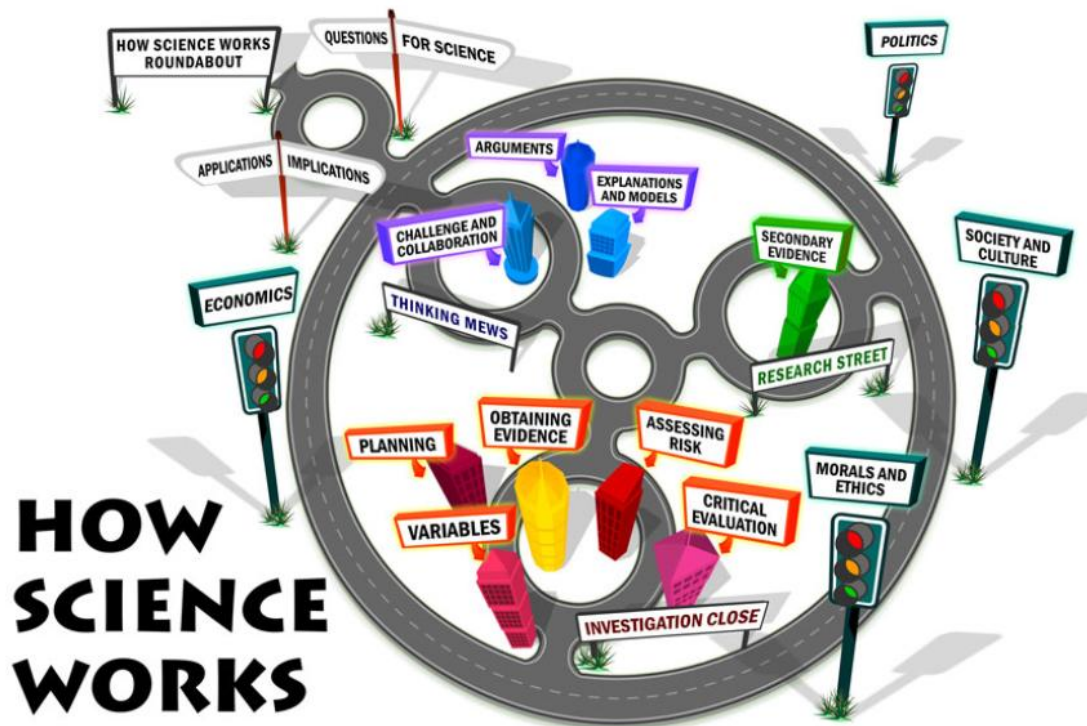 HOW SCIENCE WORKS
ROUNDABOUT
QUESTIONS
FOR SCIENCE
POLITICS
APPLICATIONS
IMPLICATIONS
ARGUMENTS
EXPLANATIONS
AND MODELS
CHALLENGE AND
COLLABORATION
SECONDARY
EVIDENCE
SOCIETY AND
CULTURE
ECONOMICS
THINKING MEWS
RESEARCH STREET
PLANNING
OBTAINING
EVIDENCE
ASSESSING
RISK
MORALS AND
ETHICS
VARIABLES
CRITICAL
EVALUATION
INVESTIGATION CLOSE
HOW
SCIENCE
WORKS